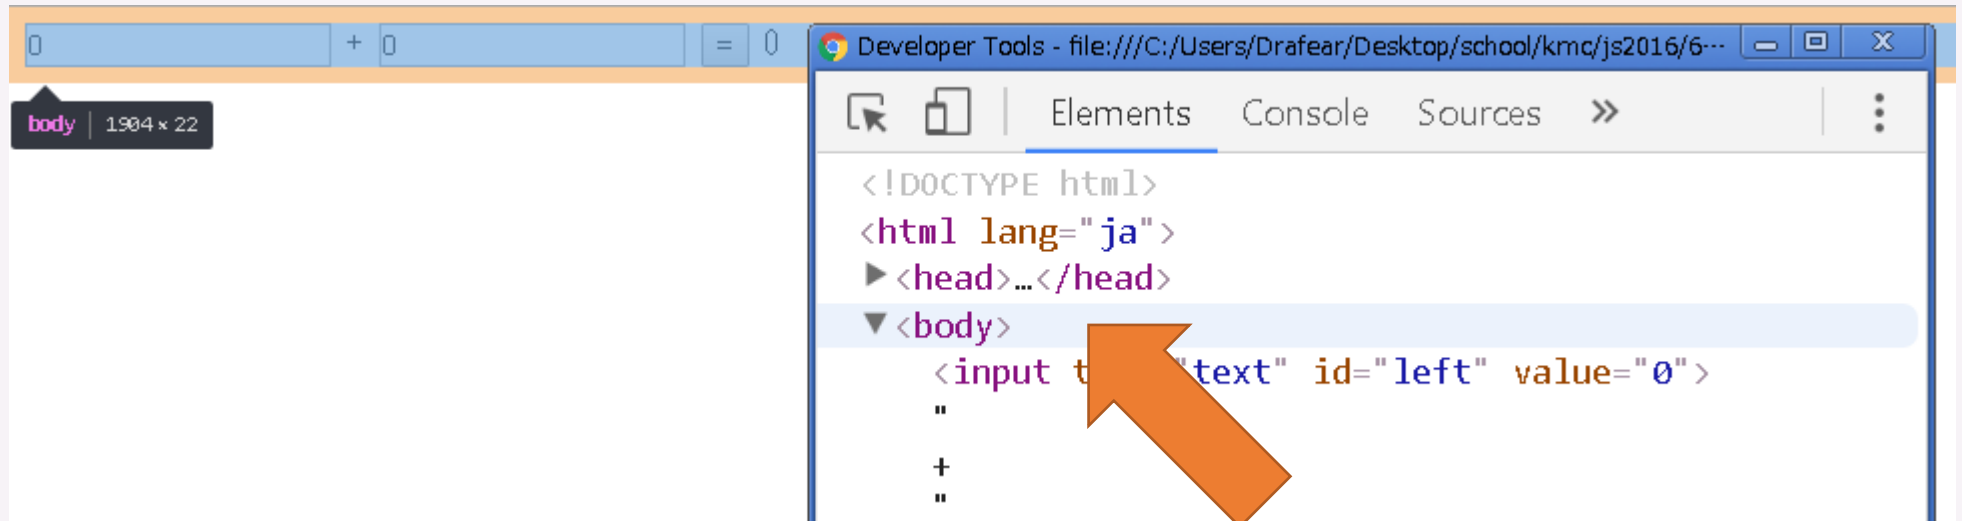 0 + 0 = 0
body | 1904 × 22
Developer Tools - file:///C:/Users/Drafear/Desktop/school/kmc/js2016/6…
Elements Console Sources »
<!DOCTYPE html>
<html lang="ja">
▶<head>…</head>
▼<body>
<input t "text" id="left" value="0">
"
+
"